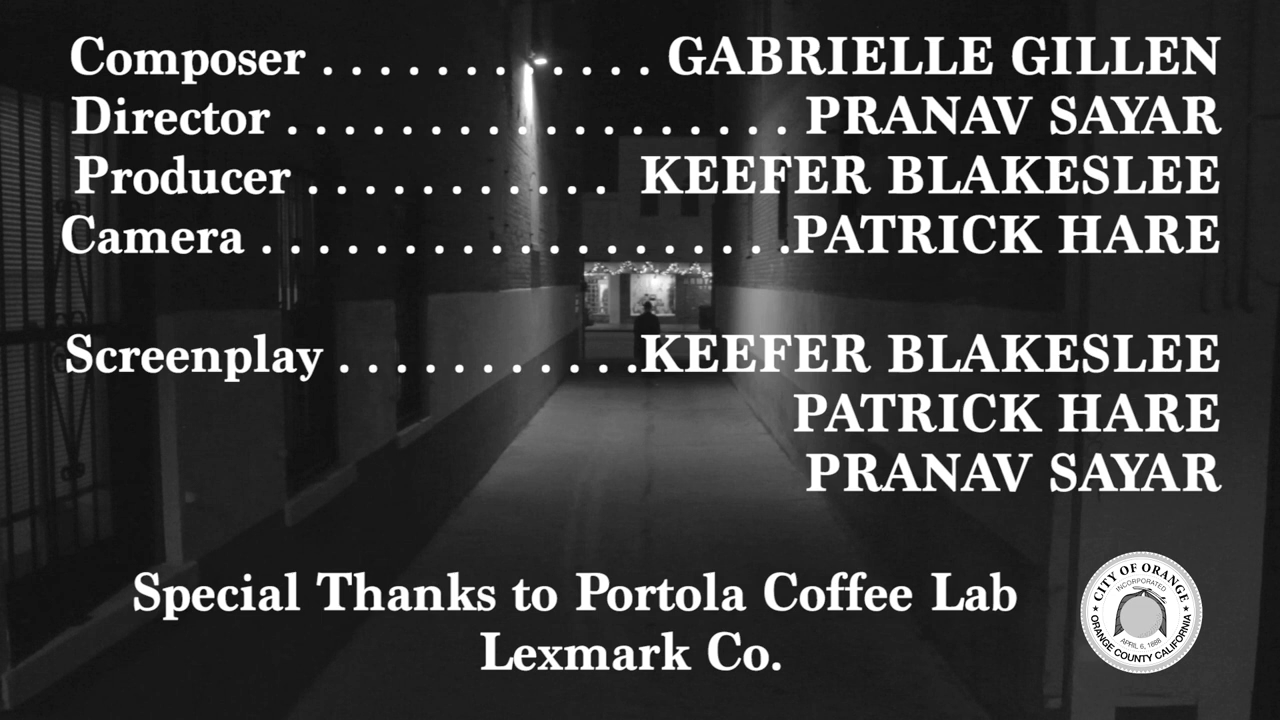 Composer . . . . . . . . . . . . GABRIELLE GILLEN
Director . . . . . . . . . . . . . . . . . . PRANAV SAYAR
Producer . . . . . . . . . . . KEEFER BLAKESLEE
Camera . . . . . . . . . . . . . . . . . . .PATRICK HARE
Screenplay . . . . . . . . . . .KEEFER BLAKESLEE
PATRICK HARE
PRANAV SAYAR
Special Thanks to Portola Coffee Lab
Lexmark Co.
CITY OF ORANGE
INCORPORATED
APRIL 6, 1888
ORANGE COUNTY CALIFORNIA